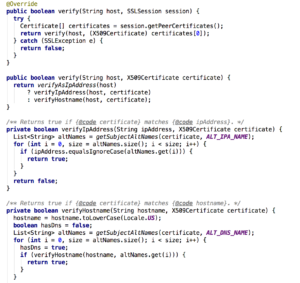 @Override
public boolean verify(String host, SSLSession session) {
try {
Certificate[] certificates = session.getPeerCertificates();
return verify(host, (X509Certificate) certificates[0]);
} catch (SSLException e) {
return false;
}
}
public boolean verify(String host, X509Certificate certificate) {
return verifyAsIpAddress(host)
? verifyIpAddress(host, certificate)
: verifyHostname(host, certificate);
}
/** Returns true if {@code certificate} matches {@code ipAddress}. */
private boolean verifyIpAddress(String ipAddress, X509Certificate certificate) {
List<String> altNames = getSubjectAltNames(certificate, ALT_IPA_NAME);
for (int i = 0, size = altNames.size(); i < size; i++) {
if (ipAddress.equalsIgnoreCase(altNames.get(i))) {
return true;
}
}
return false;
}
/** Returns true if {@code certificate} matches {@code hostname}. */
private boolean verifyHostname(String hostname, X509Certificate certificate) {
hostname = hostname.toLowerCase(Locale.US);
boolean hasDns = false;
List<String> altNames = getSubjectAltNames(certificate, ALT_DNS_NAME);
for (int i = 0, size = altNames.size(); i < size; i++) {
hasDns = true;
if (verifyHostname(hostname, altNames.get(i))) {
return true;
}
}